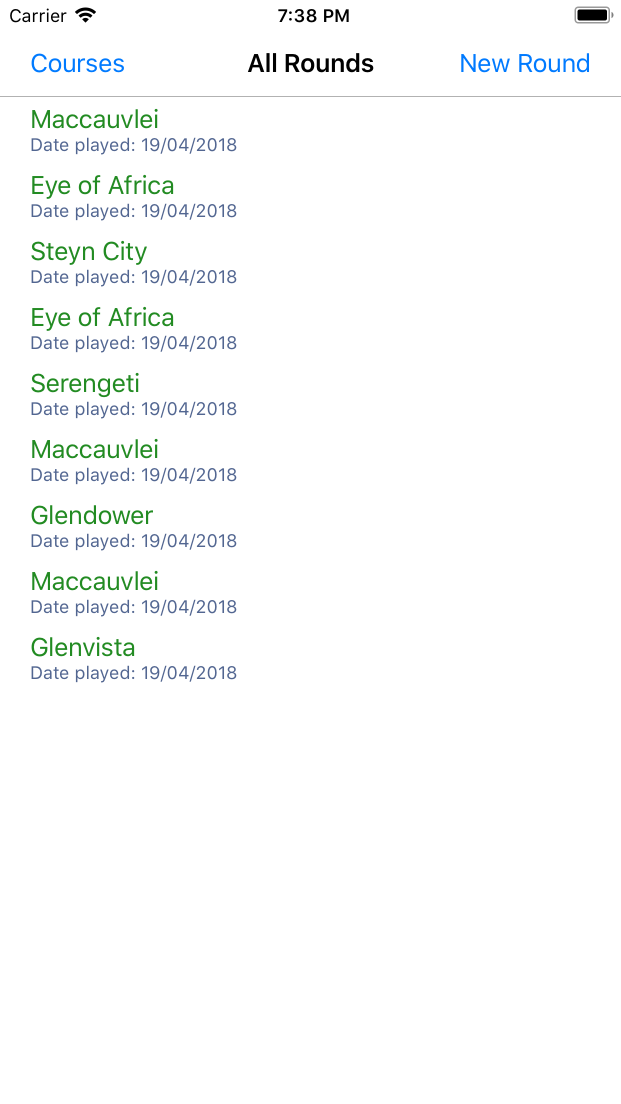 Carrier 7:38 PM
Courses All Rounds New Round
Maccauvlei
Date played: 19/04/2018
Eye of Africa
Date played: 19/04/2018
Steyn City
Date played: 19/04/2018
Eye of Africa
Date played: 19/04/2018
Serengeti
Date played: 19/04/2018
Maccauvlei
Date played: 19/04/2018
Glendower
Date played: 19/04/2018
Maccauvlei
Date played: 19/04/2018
Glenvista
Date played: 19/04/2018